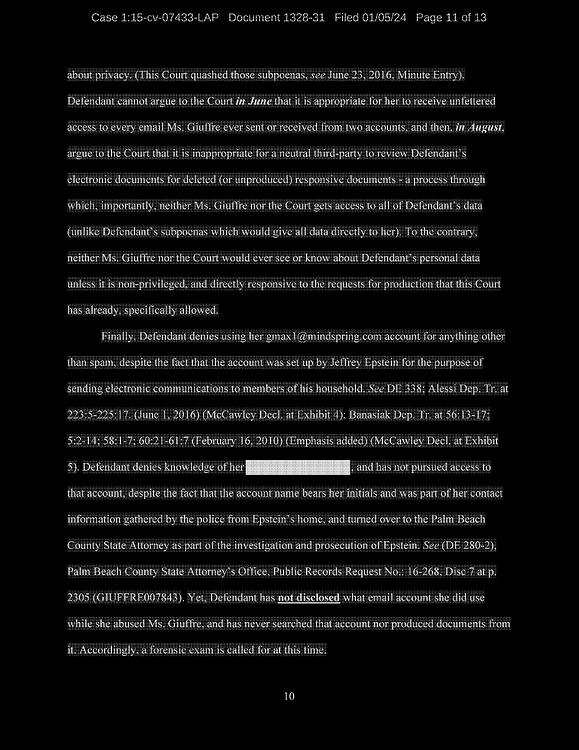 Case 1:15-cv-07433-LAP Document 1328-31 Filed 01/05/24 Page 11 of 13
about privacy. (This Court quashed those subpoenas, see June 23, 2016, Minute Entry).
Defendant cannot argue to the Court in June that it is appropriate for her to receive unfettered
access to every email Ms. Giuffre ever sent or received from two accounts, and then, in August,
argue to the Court that it is inappropriate for a neutral third-party to review Defendant's
electronic documents for deleted (or unproduced) responsive documents - a process through
which, importantly, neither Ms. Giuffre nor the Court gets access to all of Defendant's data
(unlike Defendant's subpoenas which would give all data directly to her). To the contrary,
neither Ms. Giuffre nor the Court would ever see or know about Defendant's personal data
unless it is non-privileged, and directly responsive to the requests for production that this Court
has already, specifically allowed.
Finally, Defendant denies using her gmax1@mindspring.com account for anything other
than spam, despite the fact that the account was set up by Jeffrey Epstein for the purpose of
sending electronic communications to members of his household. See DE 338; Alessi Dep. Tr. at
223:5-225:17. (June 1, 2016) (McCawley Decl. at Exhibit 4); Banasiak Dep. Tr. at 56:13-17;
5:2-14; 58:1-7; 60:21-61:7 (February 16, 2010) (Emphasis added) (McCawley Decl. at Exhibit
5). Defendant denies knowledge of her , and has not pursued access to
that account, despite the fact that the account name bears her initials and was part of her contact
information gathered by the police from Epstein's home, and turned over to the Palm Beach
County State Attorney as part of the investigation and prosecution of Epstein. See (DE 280-2),
Palm Beach County State Attorney's Office, Public Records Request No.: 16-268, Disc 7 at p.
2305 (GIUFFRE007843). Yet, Defendant has not disclosed what email account she did use
while she abused Ms. Giuffre, and has never searched that account nor produced documents from
it. Accordingly, a forensic exam is called for at this time.
10